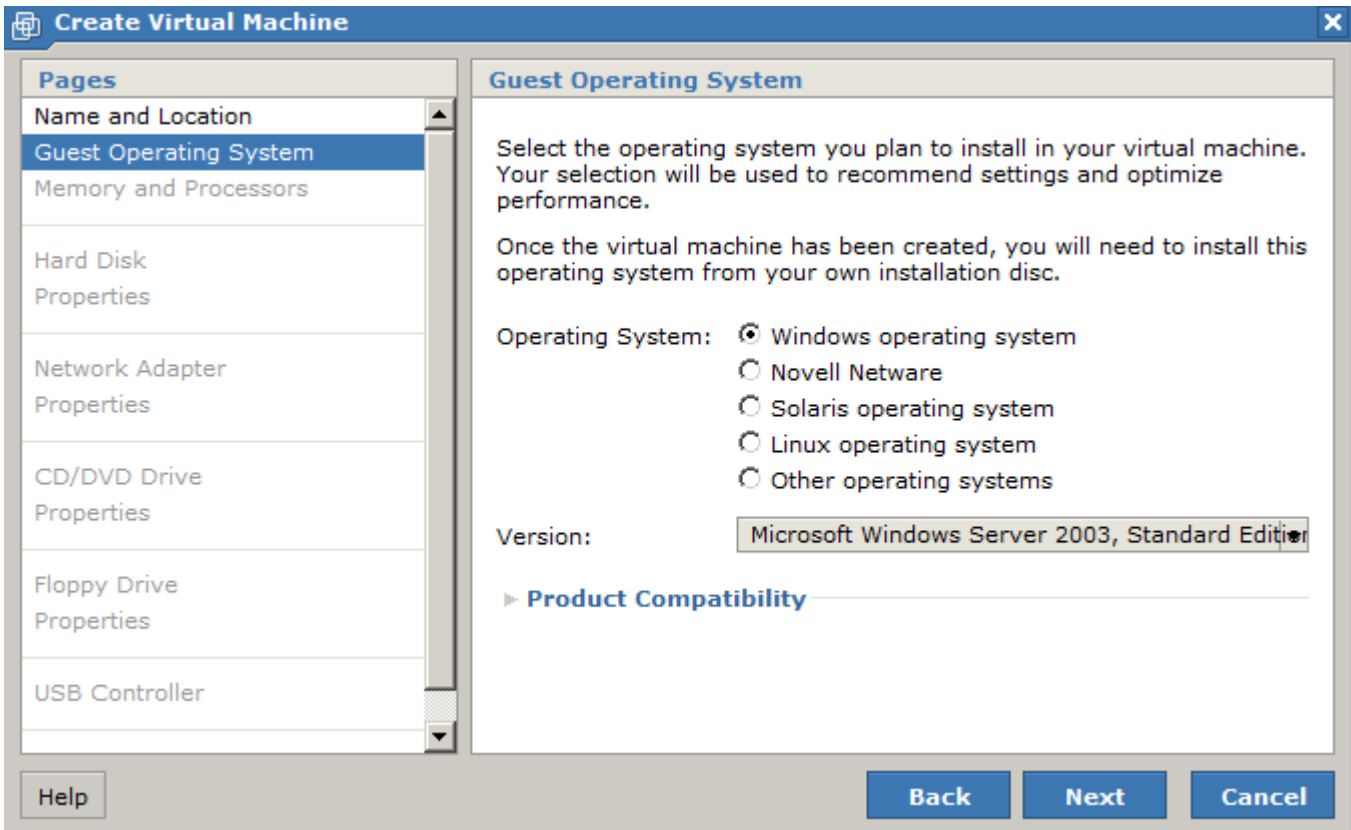 Create Virtual Machine
Pages
Name and Location
Guest Operating System
Memory and Processors
Hard Disk
Properties
Network Adapter
Properties
CD/DVD Drive
Properties
Floppy Drive
Properties
USB Controller
Guest Operating System
Select the operating system you plan to install in your virtual machine.
Your selection will be used to recommend settings and optimize
performance.
Once the virtual machine has been created, you will need to install this
operating system from your own installation disc.
Operating System:
Windows operating system
Novell Netware
Solaris operating system
Linux operating system
Other operating systems
Version:
Microsoft Windows Server 2003, Standard Edition
Product Compatibility
Help
Back
Next
Cancel